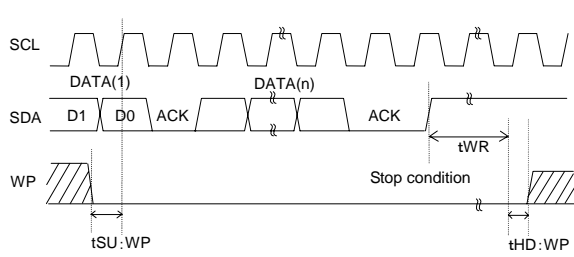 SCL
DATA(1) DATA(n)
SDA D1 D0 ACK ACK
tWR
WP Stop condition
tSU:WP tHD:WP